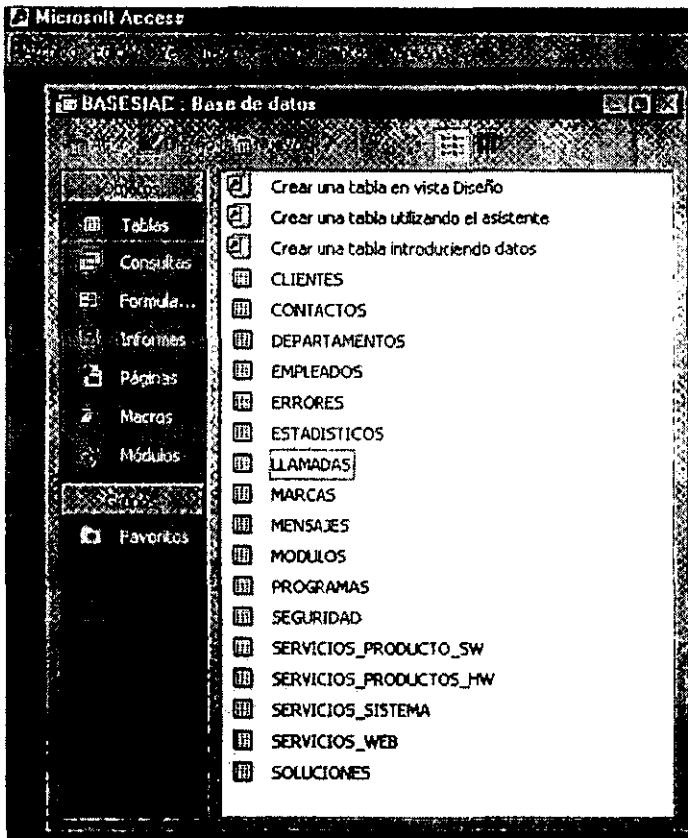 Microsoft Access
BASESIAC : Base de datos
Tablas
Consultas
Formula...
Informes
Páginas
Macros
Módulos
Favoritos
Crear una tabla en vista Diseño
Crear una tabla utilizando el asistente
Crear una tabla introduciendo datos
CLIENTES
CONTACTOS
DEPARTAMENTOS
EMPLEADOS
ERRORES
ESTADISTICOS
LLAMADAS
MARCAS
MENSAJES
MODULOS
PROGRAMAS
SEGURIDAD
SERVICIOS_PRODUCTO_SW
SERVICIOS_PRODUCTOS_HW
SERVICIOS_SISTEMA
SERVICIOS_WEB
SOLUCIONES